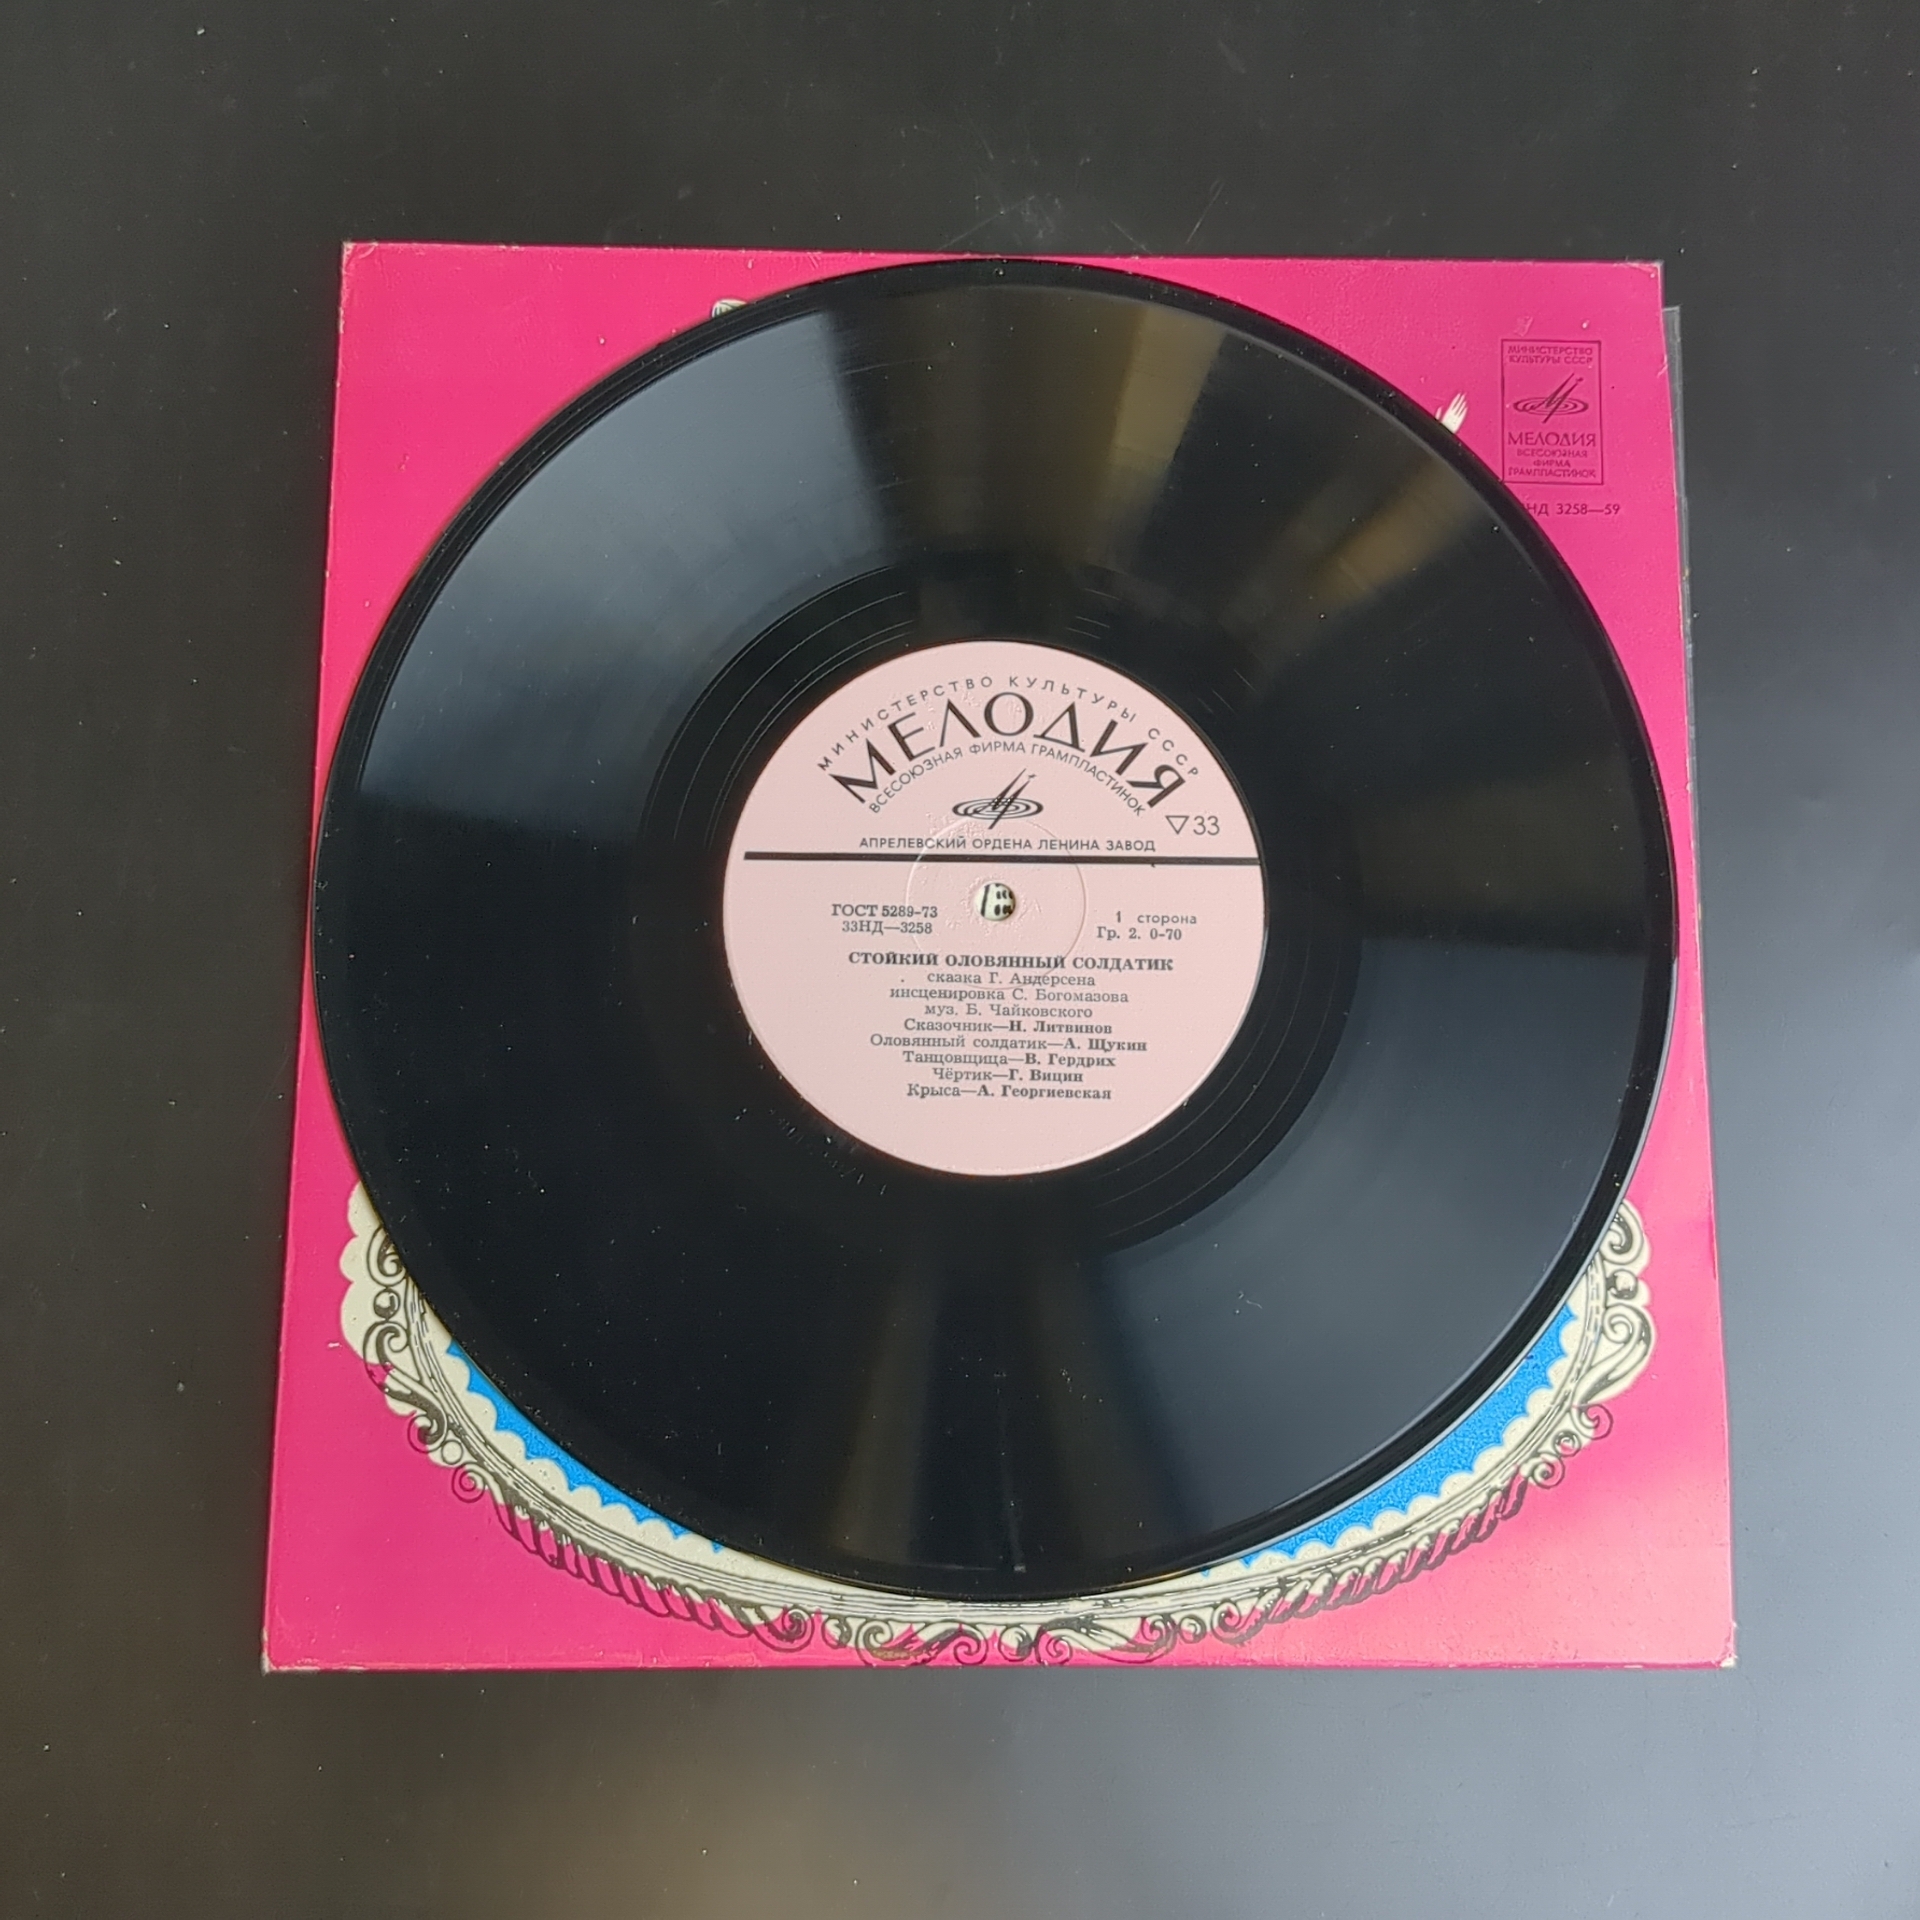 МИНИСТЕРСТВО
КУЛЬТУРЫ СССР
МЕЛОДИЯ
ВСЕСОЮЗНАЯ
ФИРМА
ГРАМПЛАСТИНОК
НД 3258—59
МИНИСТЕРСТВО КУЛЬТУРЫ СССР
МЕЛОДИЯ
ВСЕСОЮЗНАЯ ФИРМА ГРАМПЛАСТИНОК
▽33
АПРЕЛЕВСКИЙ ОРДЕНА ЛЕНИНА ЗАВОД
ГОСТ 5289-73
33НД—3258
1 сторона
Гр. 2. 0-70
СТОЙКИЙ ОЛОВЯННЫЙ СОЛДАТИК
сказка Г. Андерсена
инсценировка С. Богомазова
муз. Б. Чайковского
Сказочник—Н. Литвинов
Оловянный солдатик—А. Щукин
Танцовщица—В. Гердрих
Чёртик—Г. Вицин
Крыса—А. Георгиевская